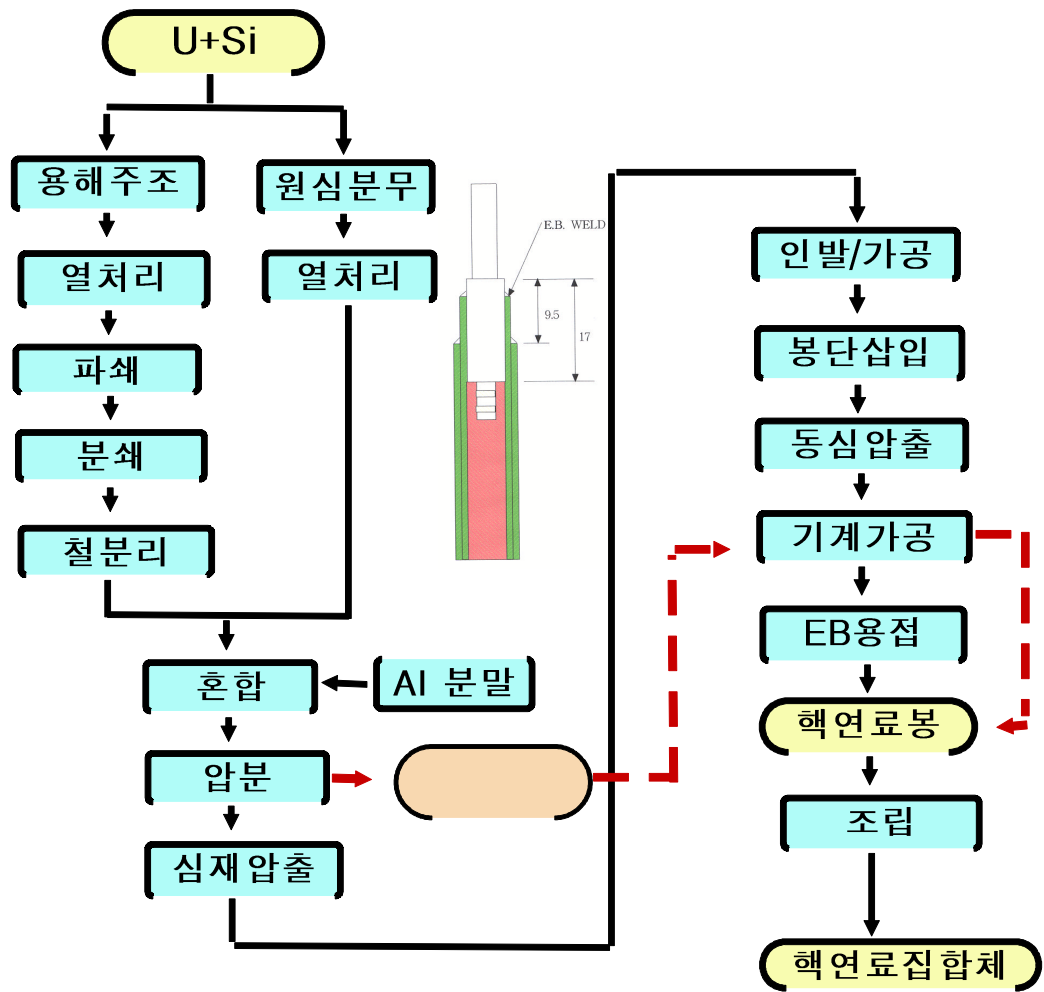 U+Si
용해주조
원심분무
열처리
열처리
파쇄
분쇄
철분리
혼합
Al 분말
압분
심재압출
E.B. WELD
9.5
17
인발/가공
봉단삽입
동심압출
기계가공
EB용접
핵연료봉
조립
핵연료집합체